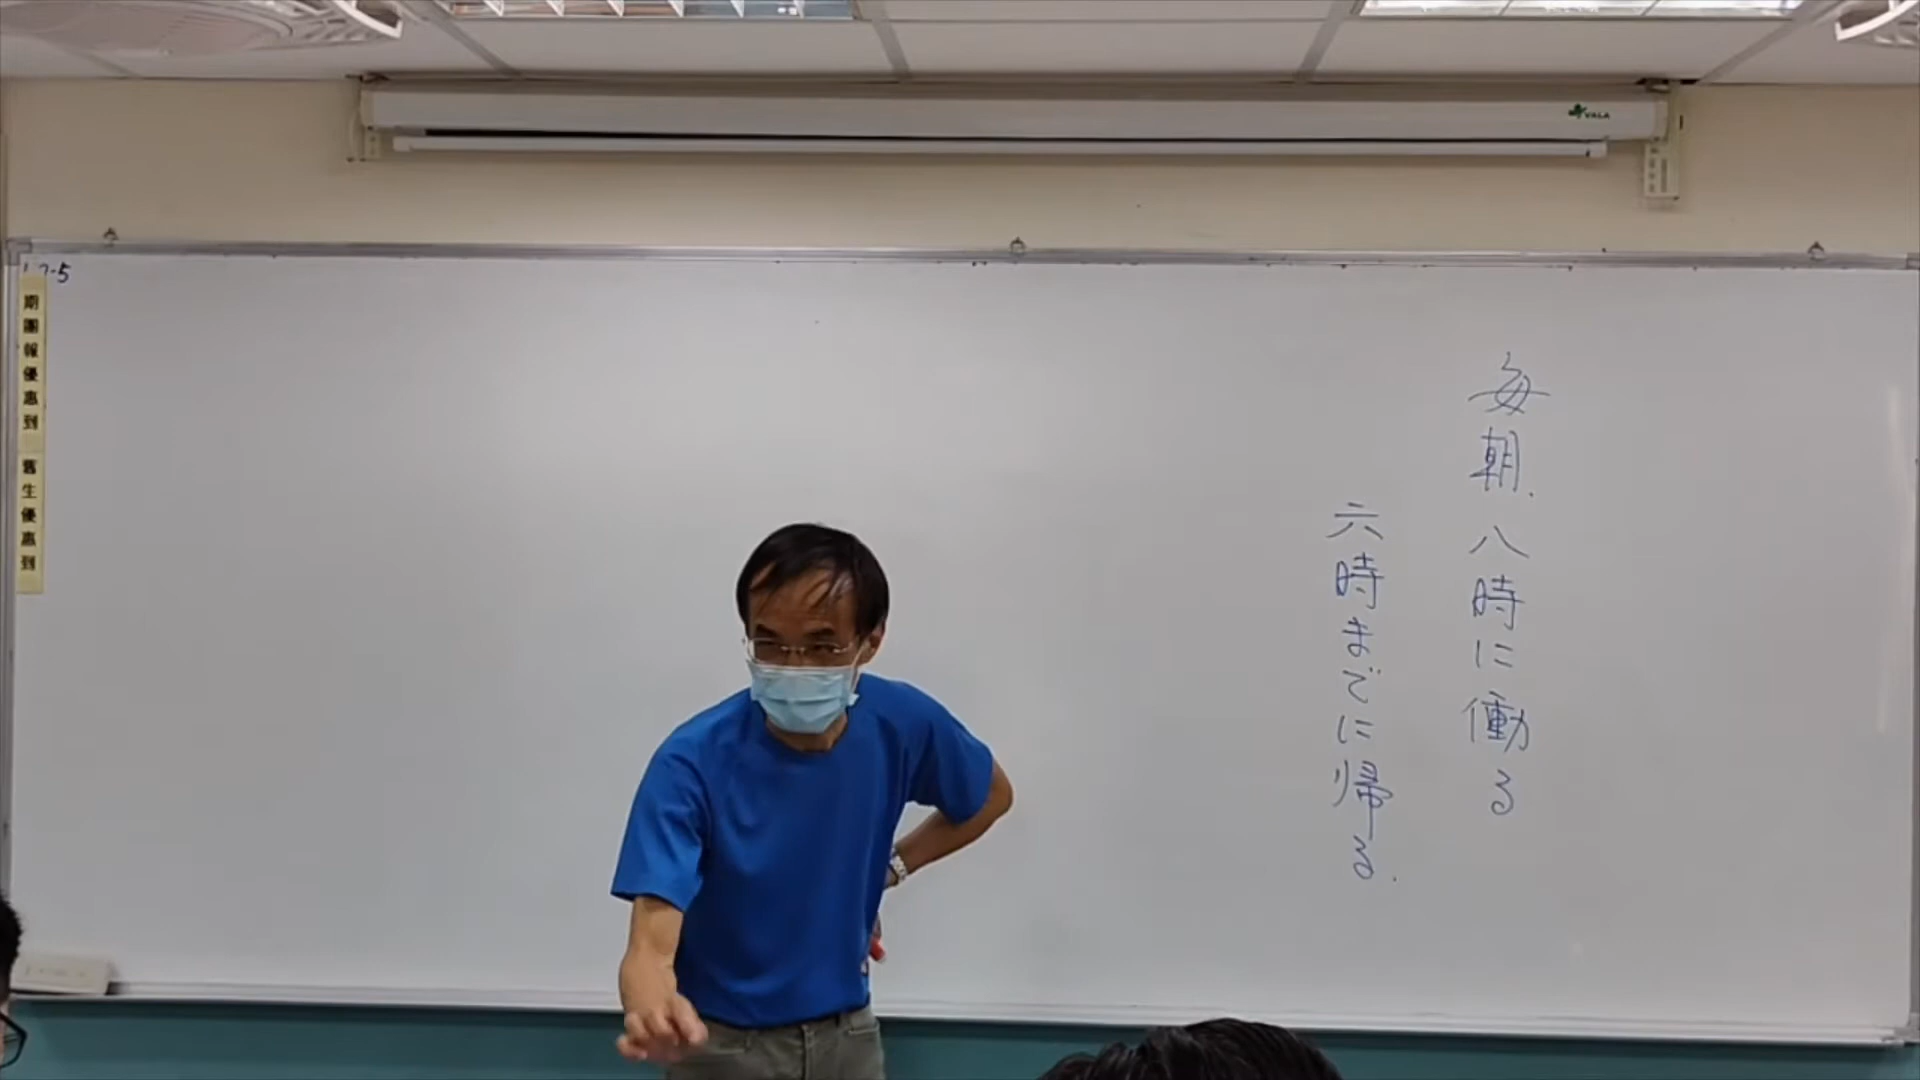 毎朝、八時に働る
六時までに帰る.
期團報優惠到
舊生優惠到
VALA